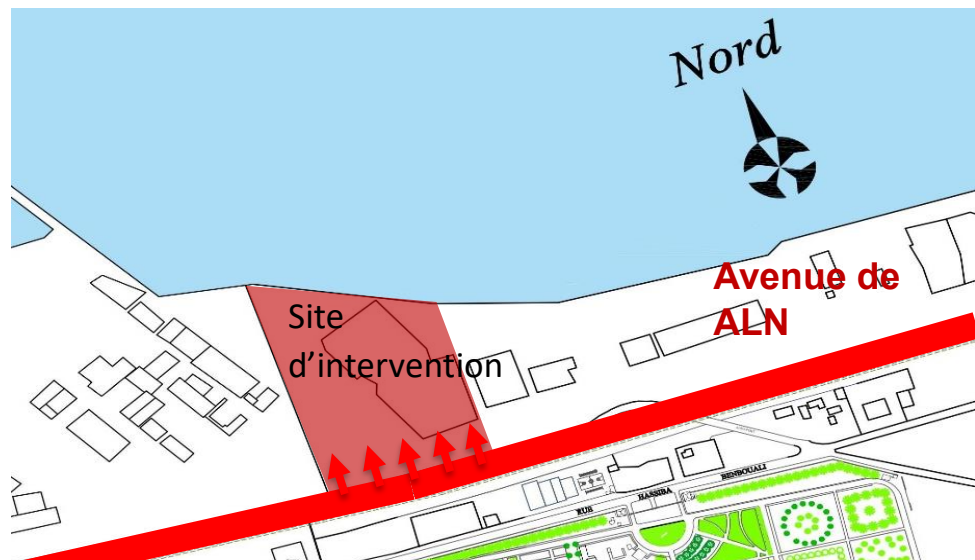 Nord
Avenue de
ALN
Site
d’intervention
RUE
HASSIBA
BENBOUALI